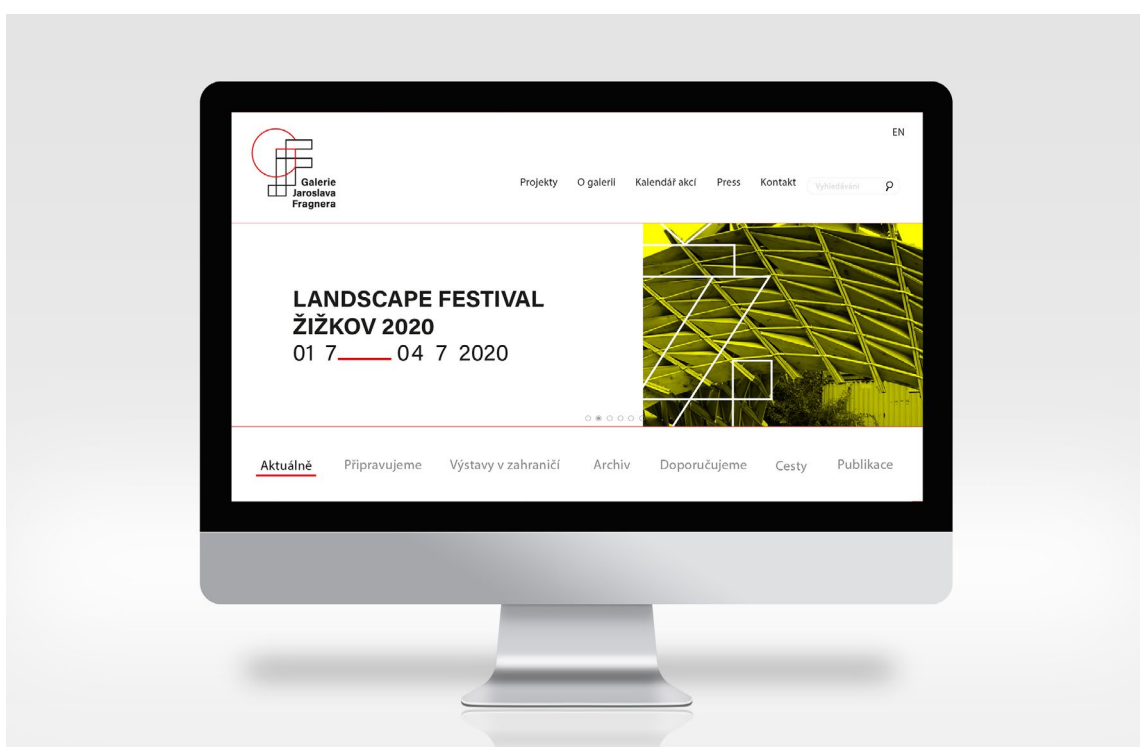 EN
Galerie
Jaroslava
Fragnera
Projekty O galerii Kalendář akcí Press Kontakt Vyhledávání
LANDSCAPE FESTIVAL
ŽIŽKOV 2020
01 7 04 7 2020
Aktuálně Připravujeme Výstavy v zahraničí Archiv Doporučujeme Cesty Publikace